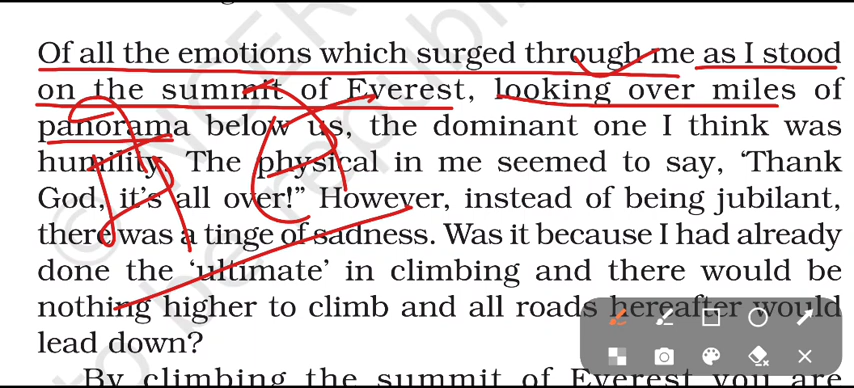 Of all the emotions which surged through me as I stood
on the summit of Everest, looking over miles of
panorama below us, the dominant one I think was
humility. The physical in me seemed to say, ‘Thank
God, it’s all over!” However, instead of being jubilant,
there was a tinge of sadness. Was it because I had already
done the ‘ultimate’ in climbing and there would be
nothing higher to climb and all roads hereafter would
lead down?
By climbing the summit of Everest you are